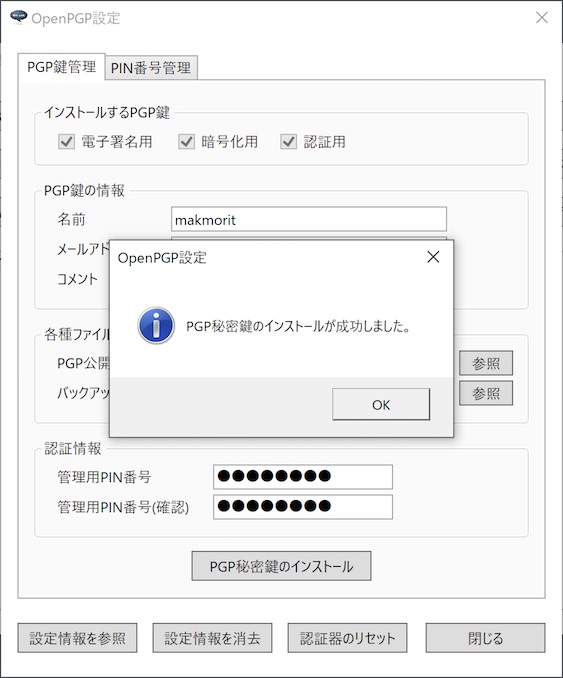 OpenPGP設定
PGP鍵管理 PIN番号管理
インストールするPGP鍵
電子署名用 暗号化用 認証用
PGP鍵の情報
名前 makmorit
メールアド
コメント
OpenPGP設定
PGP秘密鍵のインストールが成功しました。
OK
各種ファイル
PGP公開 参照
バックアッ 参照
認証情報
管理用PIN番号 ●●●●●●●●
管理用PIN番号(確認) ●●●●●●●●
PGP秘密鍵のインストール
設定情報を参照 設定情報を消去 認証器のリセット 閉じる